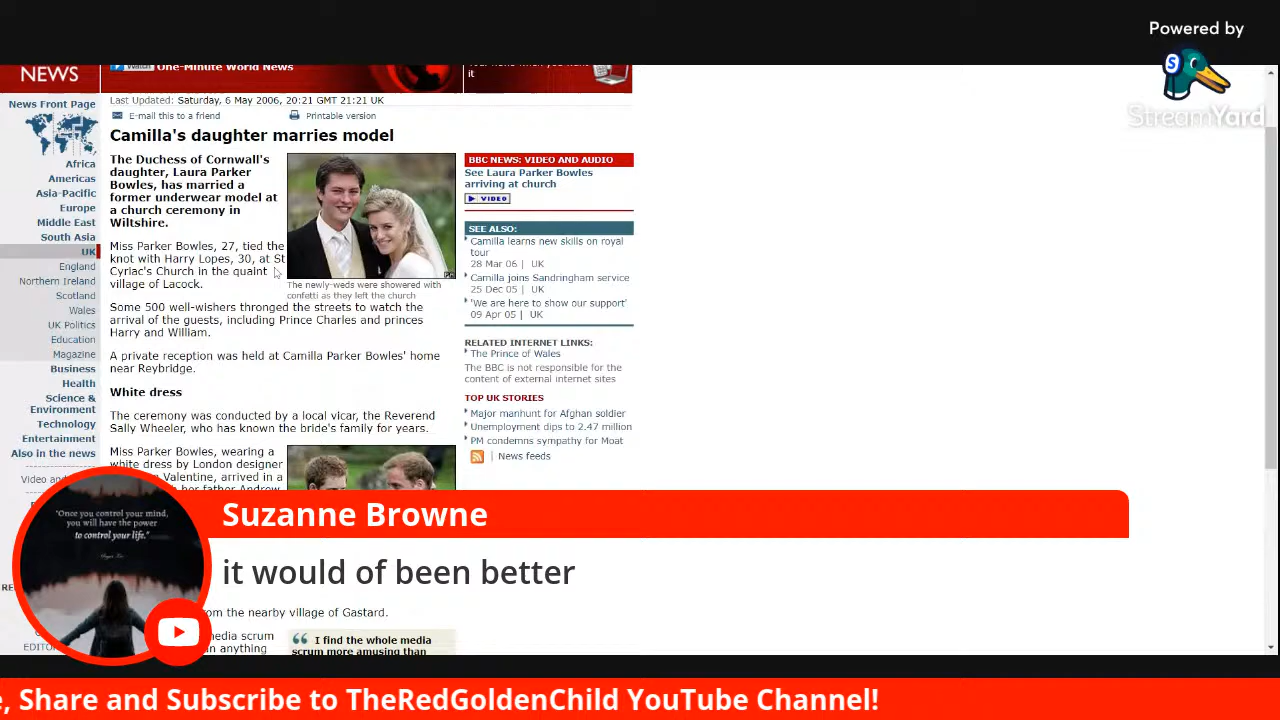 Powered by
StreamYard
NEWS
One-Minute World News
it
Last Updated: Saturday, 6 May 2006, 20:21 GMT 21:21 UK
E-mail this to a friend
Printable version
Camilla's daughter marries model
The Duchess of Cornwall's
daughter, Laura Parker
Bowles, has married a
former underwear model at
a church ceremony in
Wiltshire.
Miss Parker Bowles, 27, tied the
knot with Harry Lopes, 30, at St
Cyriac's Church in the quaint
village of Lacock.
The newly-weds were showered with
confetti as they left the church
Some 500 well-wishers thronged the streets to watch the
arrival of the guests, including Prince Charles and princes
Harry and William.
A private reception was held at Camilla Parker Bowles' home
near Reybridge.
White dress
The ceremony was conducted by a local vicar, the Reverend
Sally Wheeler, who has known the bride's family for years.
Miss Parker Bowles, wearing a
white dress by London designer
Valentine, arrived in a
her father Andrew
from the nearby village of Gastard.
media scrum
in anything
I find the whole media
scrum more amusing than
News Front Page
Africa
Americas
Asia-Pacific
Europe
Middle East
South Asia
UK
England
Northern Ireland
Scotland
Wales
UK Politics
Education
Magazine
Business
Health
Science &
Environment
Technology
Entertainment
Also in the news
Video and
BBC NEWS: VIDEO AND AUDIO
See Laura Parker Bowles
arriving at church
VIDEO
SEE ALSO:
Camilla learns new skills on royal
tour
28 Mar 06 | UK
Camilla joins Sandringham service
25 Dec 05 | UK
'We are here to show our support'
09 Apr 05 | UK
RELATED INTERNET LINKS:
The Prince of Wales
The BBC is not responsible for the
content of external internet sites
TOP UK STORIES
Major manhunt for Afghan soldier
Unemployment dips to 2.47 million
PM condemns sympathy for Moat
News feeds
"Once you control your mind,
you will have the power
to control your life."
Suzanne Browne
it would of been better
e, Share and Subscribe to TheRedGoldenChild YouTube Channel!